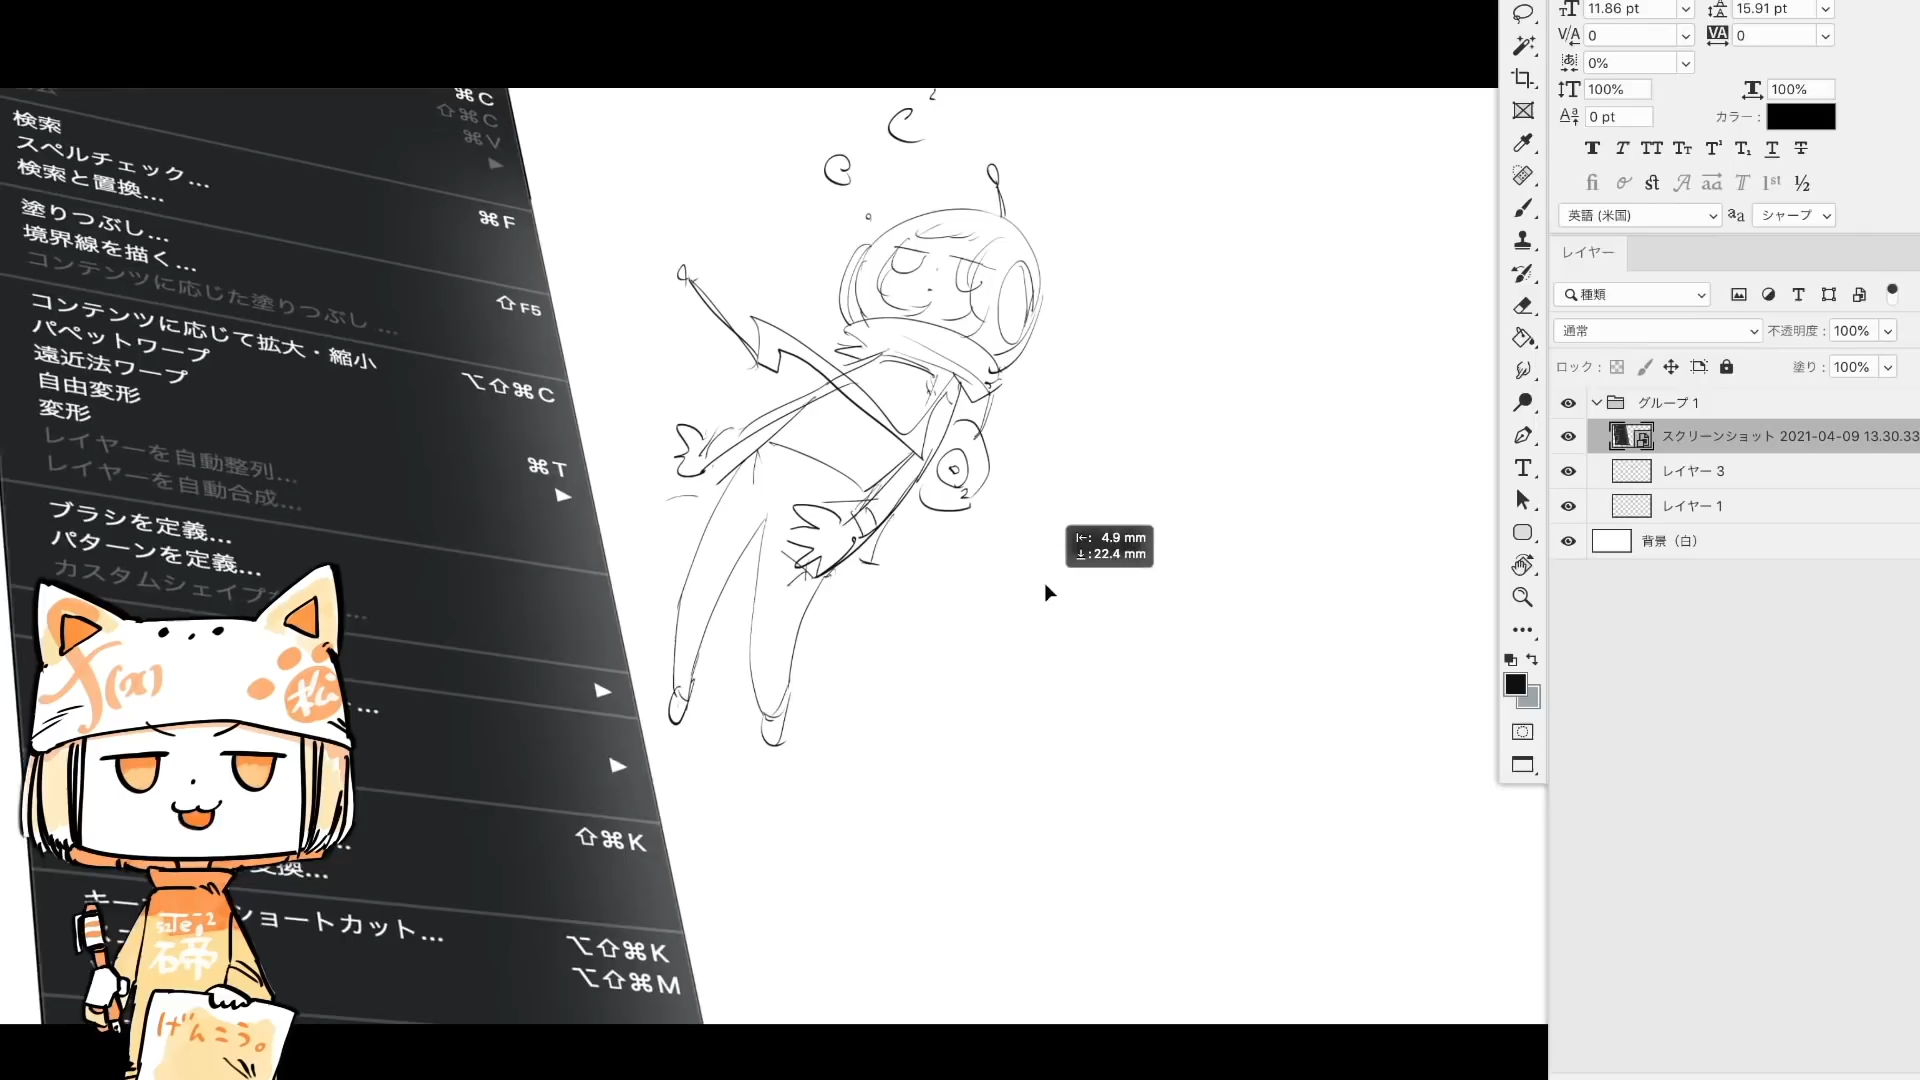 ⌘C
⇧⌘C
⌘V
検索
スペルチェック...
検索と置換...
⌘F
塗りつぶし...
境界線を描く...
コンテンツに応じた塗りつぶし ...
⇧F5
コンテンツに応じて拡大・縮小
パペットワープ
遠近法ワープ
自由変形
変形
⌥⇧⌘C
レイヤーを自動整列...
レイヤーを自動合成...
⌘T
ブラシを定義...
パターンを定義...
カスタムシェイプ
⇧⌘K
変換...
ショートカット...
⌥⇧⌘K
⌥⇧⌘M
f(x)
松
site-2
碲
げんこう。
4.9 mm
22.4 mm
11.86 pt
15.91 pt
0
0
0%
100%
100%
0 pt
カラー :
英語 (米国)
aa
シャープ
レイヤー
種類
通常
不透明度 : 100%
ロック :
塗り : 100%
グループ 1
スクリーンショット 2021-04-09 13.30.33
レイヤー 3
レイヤー 1
背景（白）